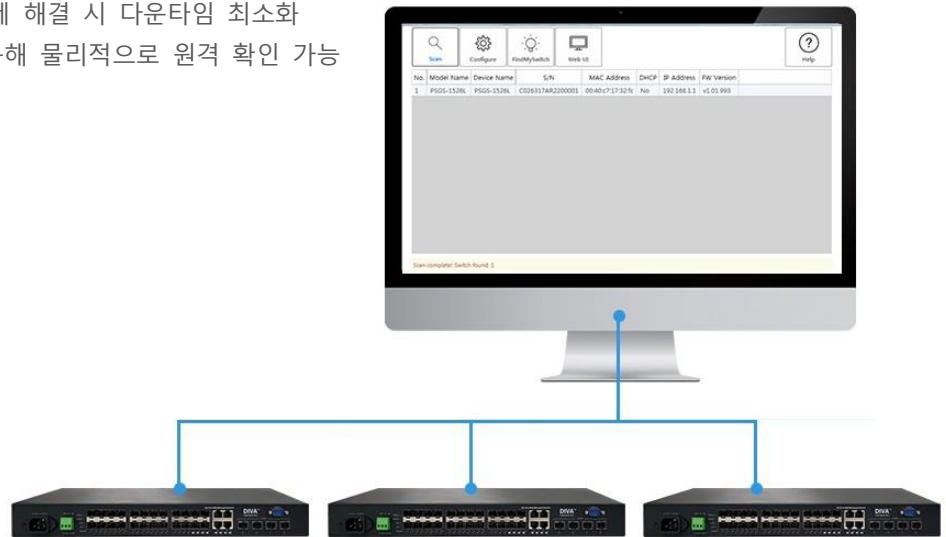 해결 시 다운타임 최소화
물리적으로 원격 확인 가능
Scan Configure FindMySwitch Web UI Help
No. Model Name Device Name S/N MAC Address DHCP IP Address FW Version
1 PSGS-1526L PSGS-1526L C026317AR2200001 00:40:c7:17:32:fc No 192.168.1.1 v1.01.993
Scan complete! Switch found: 1
DIVA DIVA DIVA